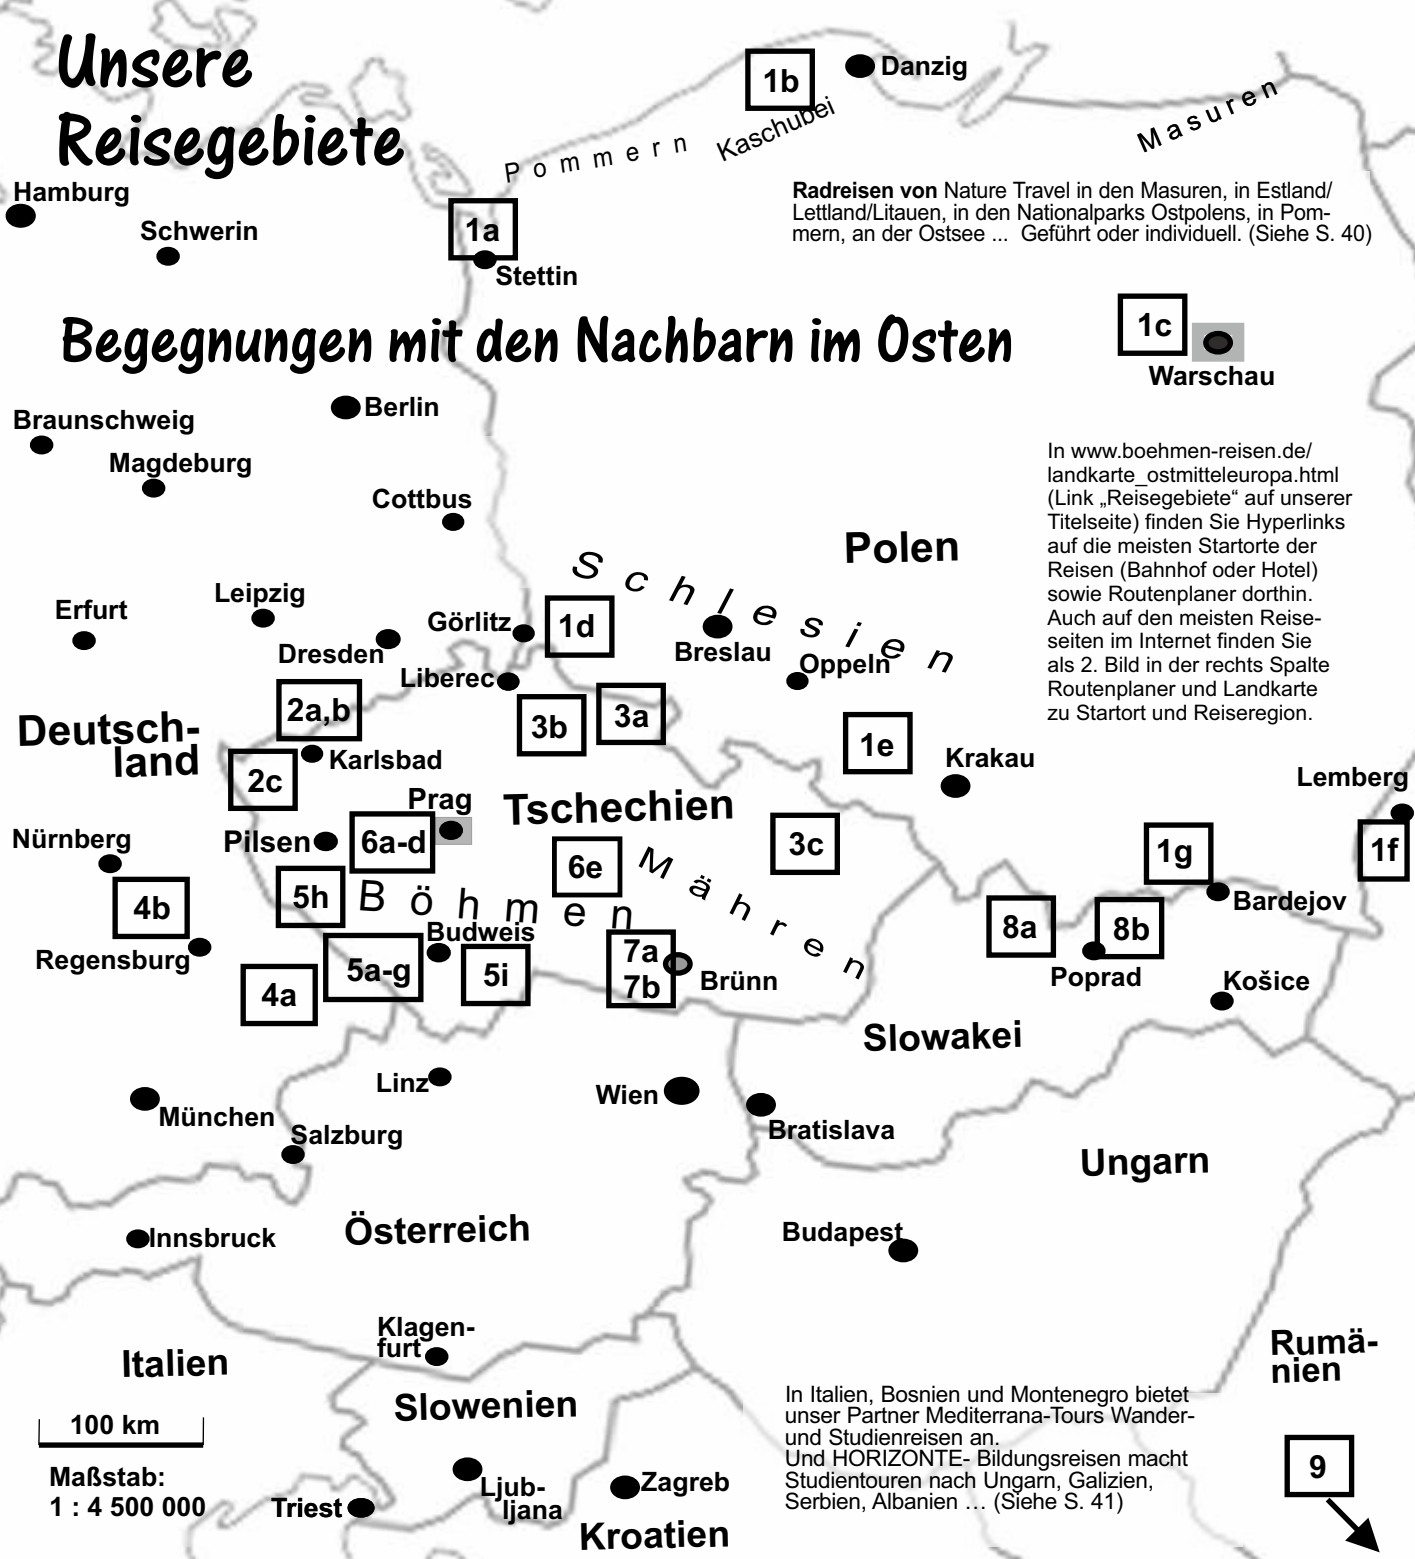 Unsere
Reisegebiete
1b
Danzig
Kaschubei
Pommern
Masuren
Hamburg
Schwerin
1a
Stettin
Radreisen von Nature Travel in den Masuren, in Estland/
Lettland/Litauen, in den Nationalparks Ostpolens, in Pom-
mern, an der Ostsee ... Geführt oder individuell. (Siehe S. 40)
Begegnungen mit den Nachbarn im Osten
1c
Warschau
Berlin
Braunschweig
Magdeburg
Cottbus
In www.boehmen-reisen.de/
landkarte_ostmitteleuropa.html
(Link „Reisegebiete“ auf unserer
Titelseite) finden Sie Hyperlinks
auf die meisten Startorte der
Reisen (Bahnhof oder Hotel)
sowie Routenplaner dorthin.
Auch auf den meisten Reise-
seiten im Internet finden Sie
als 2. Bild in der rechts Spalte
Routenplaner und Landkarte
zu Startort und Reiseregion.
Polen
Schlesien
Leipzig
Erfurt
Görlitz
1d
Dresden
Breslau
Oppeln
Liberec
2a,b
3b
3a
Deutsch-
land
1e
Krakau
Karlsbad
2c
Lemberg
Prag
Tschechien
Nürnberg
Pilsen
6a-d
3c
1g
1f
6e
Mähren
5h
Böhmen
4b
Bardejov
Budweis
8a
8b
Regensburg
5a-g
5i
7a
7b
Brünn
Poprad
Košice
4a
Slowakei
Linz
Wien
München
Bratislava
Salzburg
Ungarn
Österreich
Innsbruck
Budapest
Klagen-
furt
Italien
Rumä-
nien
Slowenien
In Italien, Bosnien und Montenegro bietet
unser Partner Mediterrana-Tours Wander-
und Studienreisen an.
Und HORIZONTE- Bildungsreisen macht
Studientouren nach Ungarn, Galizien,
Serbien, Albanien … (Siehe S. 41)
100 km
Maßstab:
1 : 4 500 000
9
Ljub-
ljana
Zagreb
Triest
Kroatien